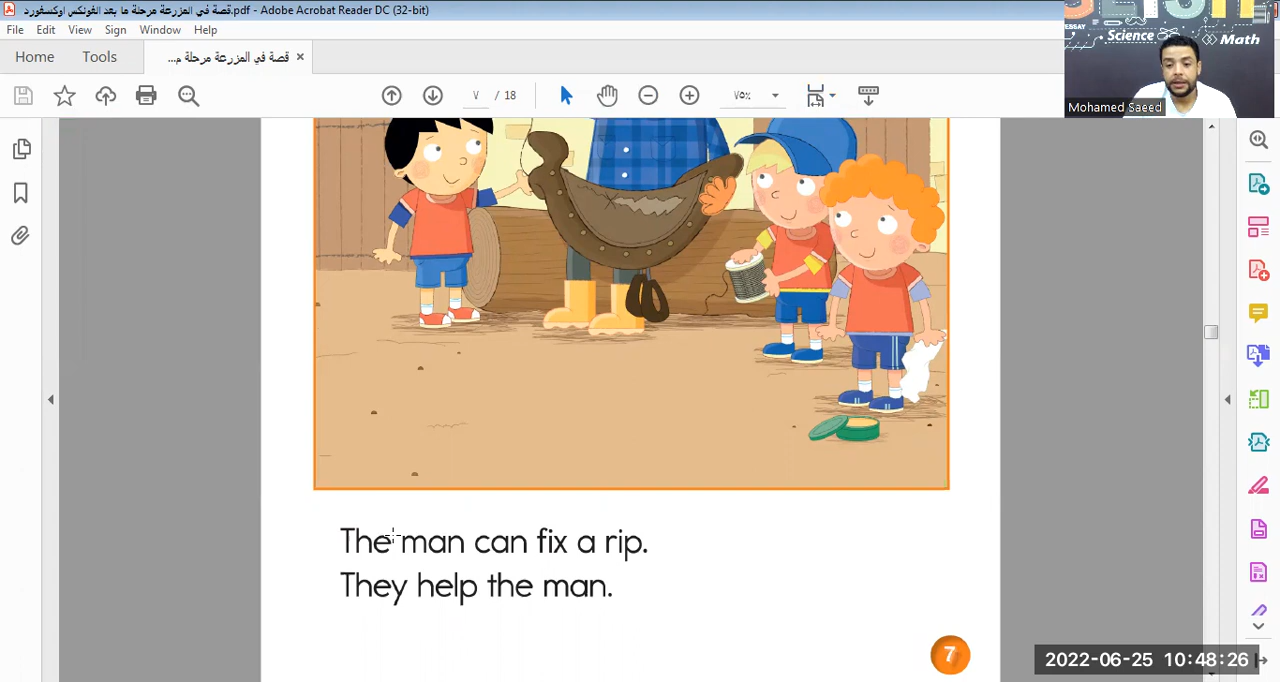 قصة في المزرعة مرحلة ما بعد الفونكس اوكسفورد.pdf - Adobe Acrobat Reader DC (32-bit)
File Edit View Sign Window Help
Home Tools قصة في المزرعة مرحلة م... ×
/ 18 ٧٥%
Science
Math
Mohamed Saeed
The man can fix a rip.
They help the man.
7
2022-06-25 10:48:26